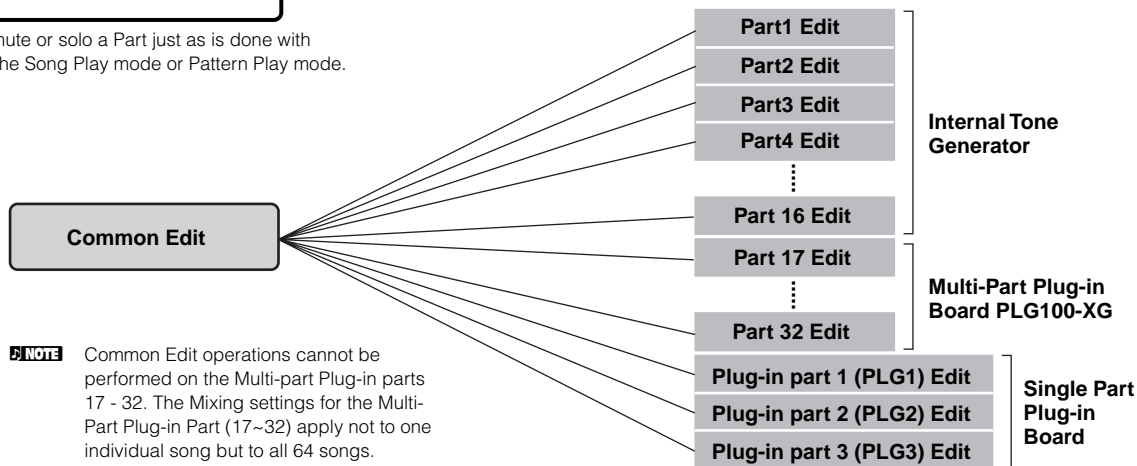 mute or solo a Part just as is done with
the Song Play mode or Pattern Play mode.
Common Edit
Part1 Edit
Part2 Edit
Part3 Edit
Part4 Edit
Part 16 Edit
Internal Tone
Generator
Part 17 Edit
Part 32 Edit
Multi-Part Plug-in
Board PLG100-XG
Plug-in part 1 (PLG1) Edit
Plug-in part 2 (PLG2) Edit
Plug-in part 3 (PLG3) Edit
Single Part
Plug-in
Board
NOTE Common Edit operations cannot be
performed on the Multi-part Plug-in parts
17 - 32. The Mixing settings for the Multi-
Part Plug-in Part (17~32) apply not to one
individual song but to all 64 songs.